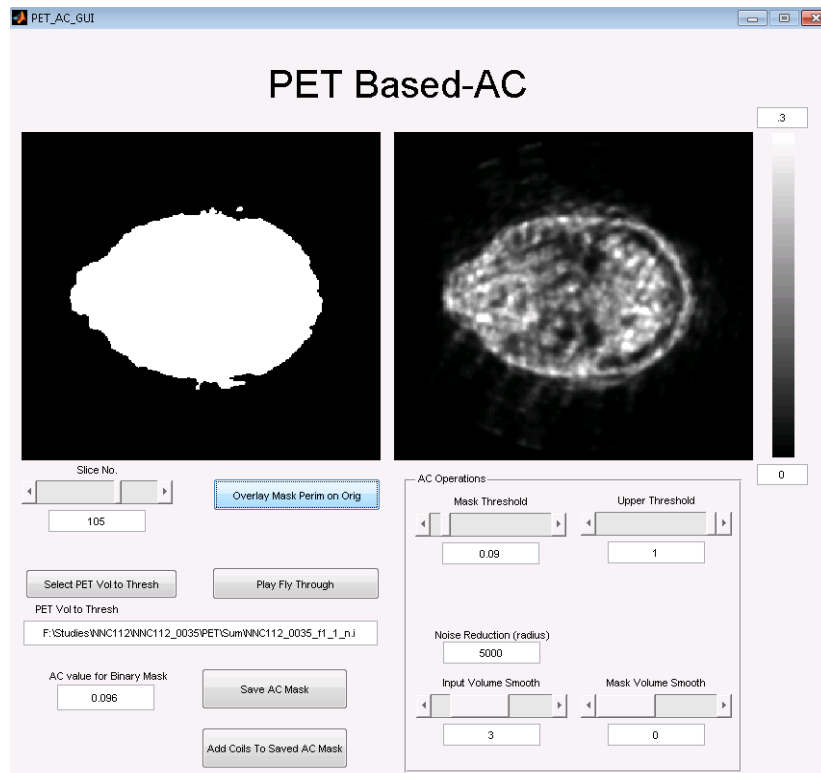 PET_AC_GUI
PET Based-AC
.3
0
Slice No.
105
Overlay Mask Perim on Orig
Select PET Vol to Thresh
Play Fly Through
PET Vol to Thresh
F:\Studies\NNC112\NNC112_0035\PET\Sum\NNC112_0035_f1_1_n.i
AC value for Binary Mask
0.096
Save AC Mask
Add Coils To Saved AC Mask
AC Operations
Mask Threshold
Upper Threshold
0.09
1
Noise Reduction (radius)
5000
Input Volume Smooth
Mask Volume Smooth
3
0